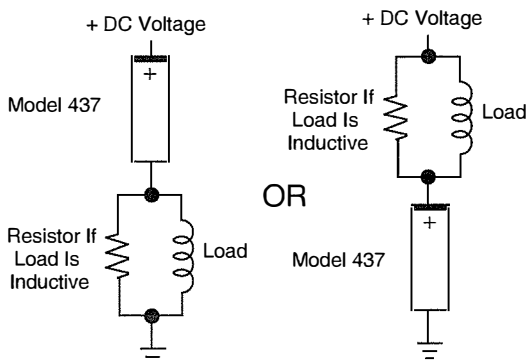 + DC Voltage
+
Model 437
Resistor If
Load Is
Inductive
Load
OR
+ DC Voltage
Resistor If
Load Is
Inductive
Load
+
Model 437